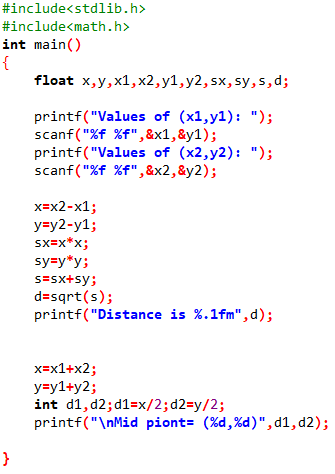 #include<stdlib.h>
#include<math.h>
int main()
{
float x,y,x1,x2,y1,y2,sx,sy,s,d;
printf("Values of (x1,y1): ");
scanf("%f %f",&x1,&y1);
printf("Values of (x2,y2): ");
scanf("%f %f",&x2,&y2);
x=x2-x1;
y=y2-y1;
sx=x*x;
sy=y*y;
s=sx+sy;
d=sqrt(s);
printf("Distance is %.1fm",d);
x=x1+x2;
y=y1+y2;
int d1,d2;d1=x/2;d2=y/2;
printf("\nMid piont= (%d,%d)",d1,d2);
}